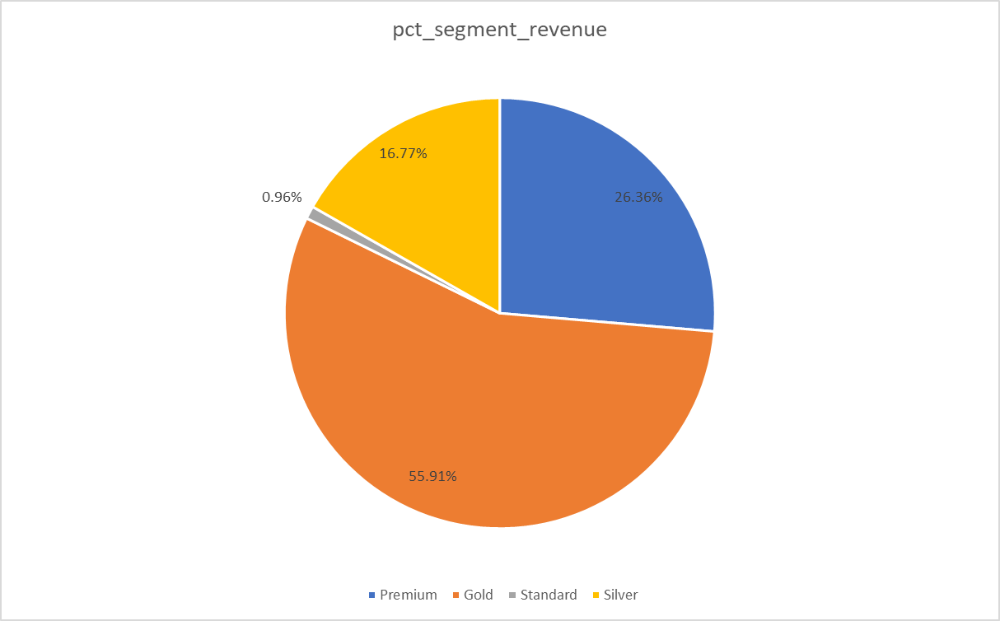 pct_segment_revenue
16.77%
0.96%
26.36%
55.91%
Premium Gold Standard Silver